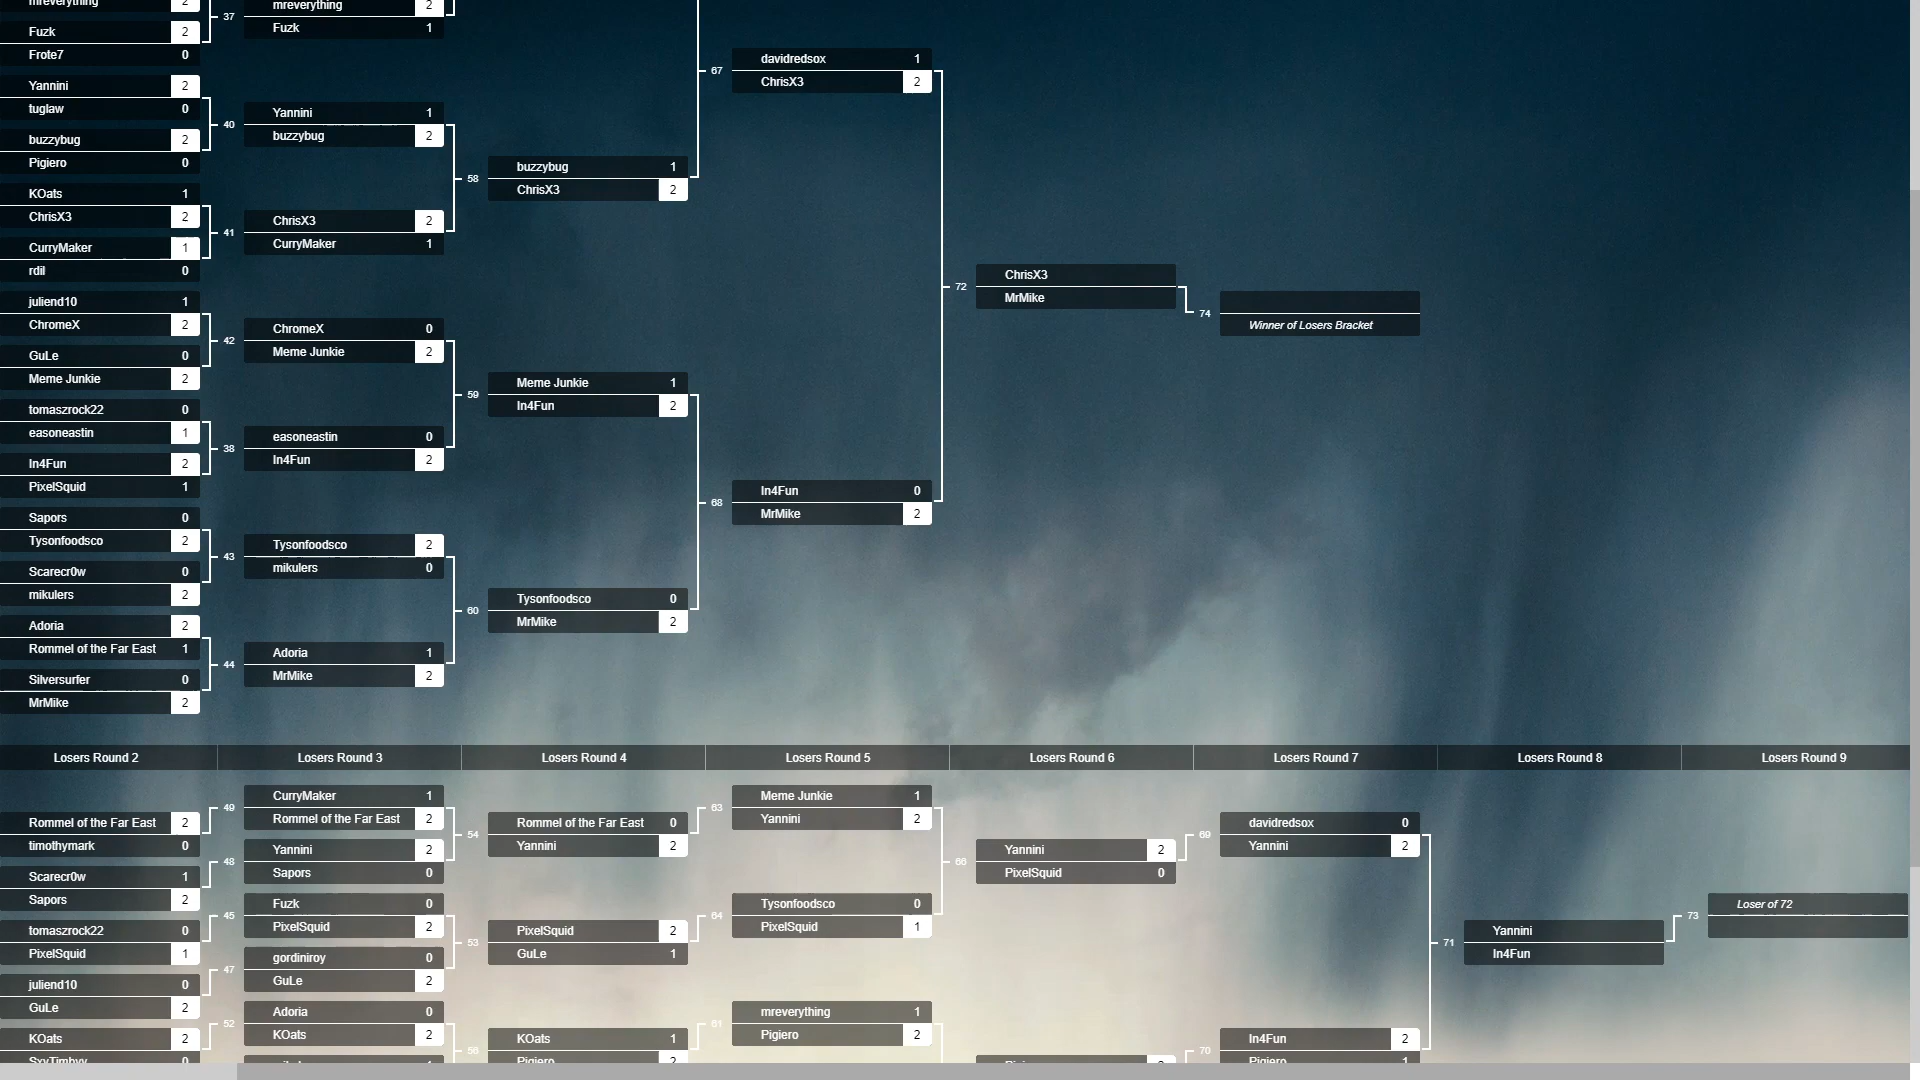 mreverything 2
Fuzk 2
Frote7 0
Yannini 2
tuglaw 0
buzzybug 2
Pigiero 0
KOats 1
ChrisX3 2
CurryMaker 1
rdil 0
juliend10 1
ChromeX 2
GuLe 0
Meme Junkie 2
tomaszrock22 0
easoneastin 1
In4Fun 2
PixelSquid 1
Sapors 0
Tysonfoodsco 2
Scarecr0w 0
mikulers 2
Adoria 2
Rommel of the Far East 1
Silversurfer 0
MrMike 2
37
mreverything 2
Fuzk 1
40
Yannini 1
buzzybug 2
41
ChrisX3 2
CurryMaker 1
42
ChromeX 0
Meme Junkie 2
38
easoneastin 0
In4Fun 2
43
Tysonfoodsco 2
mikulers 0
44
Adoria 1
MrMike 2
58
buzzybug 1
ChrisX3 2
59
Meme Junkie 1
In4Fun 2
60
Tysonfoodsco 0
MrMike 2
67
davidredsox 1
ChrisX3 2
68
In4Fun 0
MrMike 2
72
ChrisX3
MrMike
74
Winner of Losers Bracket
Losers Round 2
Losers Round 3
Losers Round 4
Losers Round 5
Losers Round 6
Losers Round 7
Losers Round 8
Losers Round 9
Rommel of the Far East 2
timothymark 0
Scarecr0w 1
Sapors 2
tomaszrock22 0
PixelSquid 1
juliend10 0
GuLe 2
KOats 2
SxyTimbyy 0
49
CurryMaker 1
Rommel of the Far East 2
48
Yannini 2
Sapors 0
45
Fuzk 0
PixelSquid 2
47
gordiniroy 0
GuLe 2
52
Adoria 0
KOats 2
54
Rommel of the Far East 0
Yannini 2
53
PixelSquid 2
GuLe 1
56
KOats 1
Pigiero 2
63
Meme Junkie 1
Yannini 2
64
Tysonfoodsco 0
PixelSquid 1
61
mreverything 1
Pigiero 2
66
Yannini 2
PixelSquid 0
69
davidredsox 0
Yannini 2
70
In4Fun 2
Pigiero 1
71
Yannini
In4Fun
73
Loser of 72